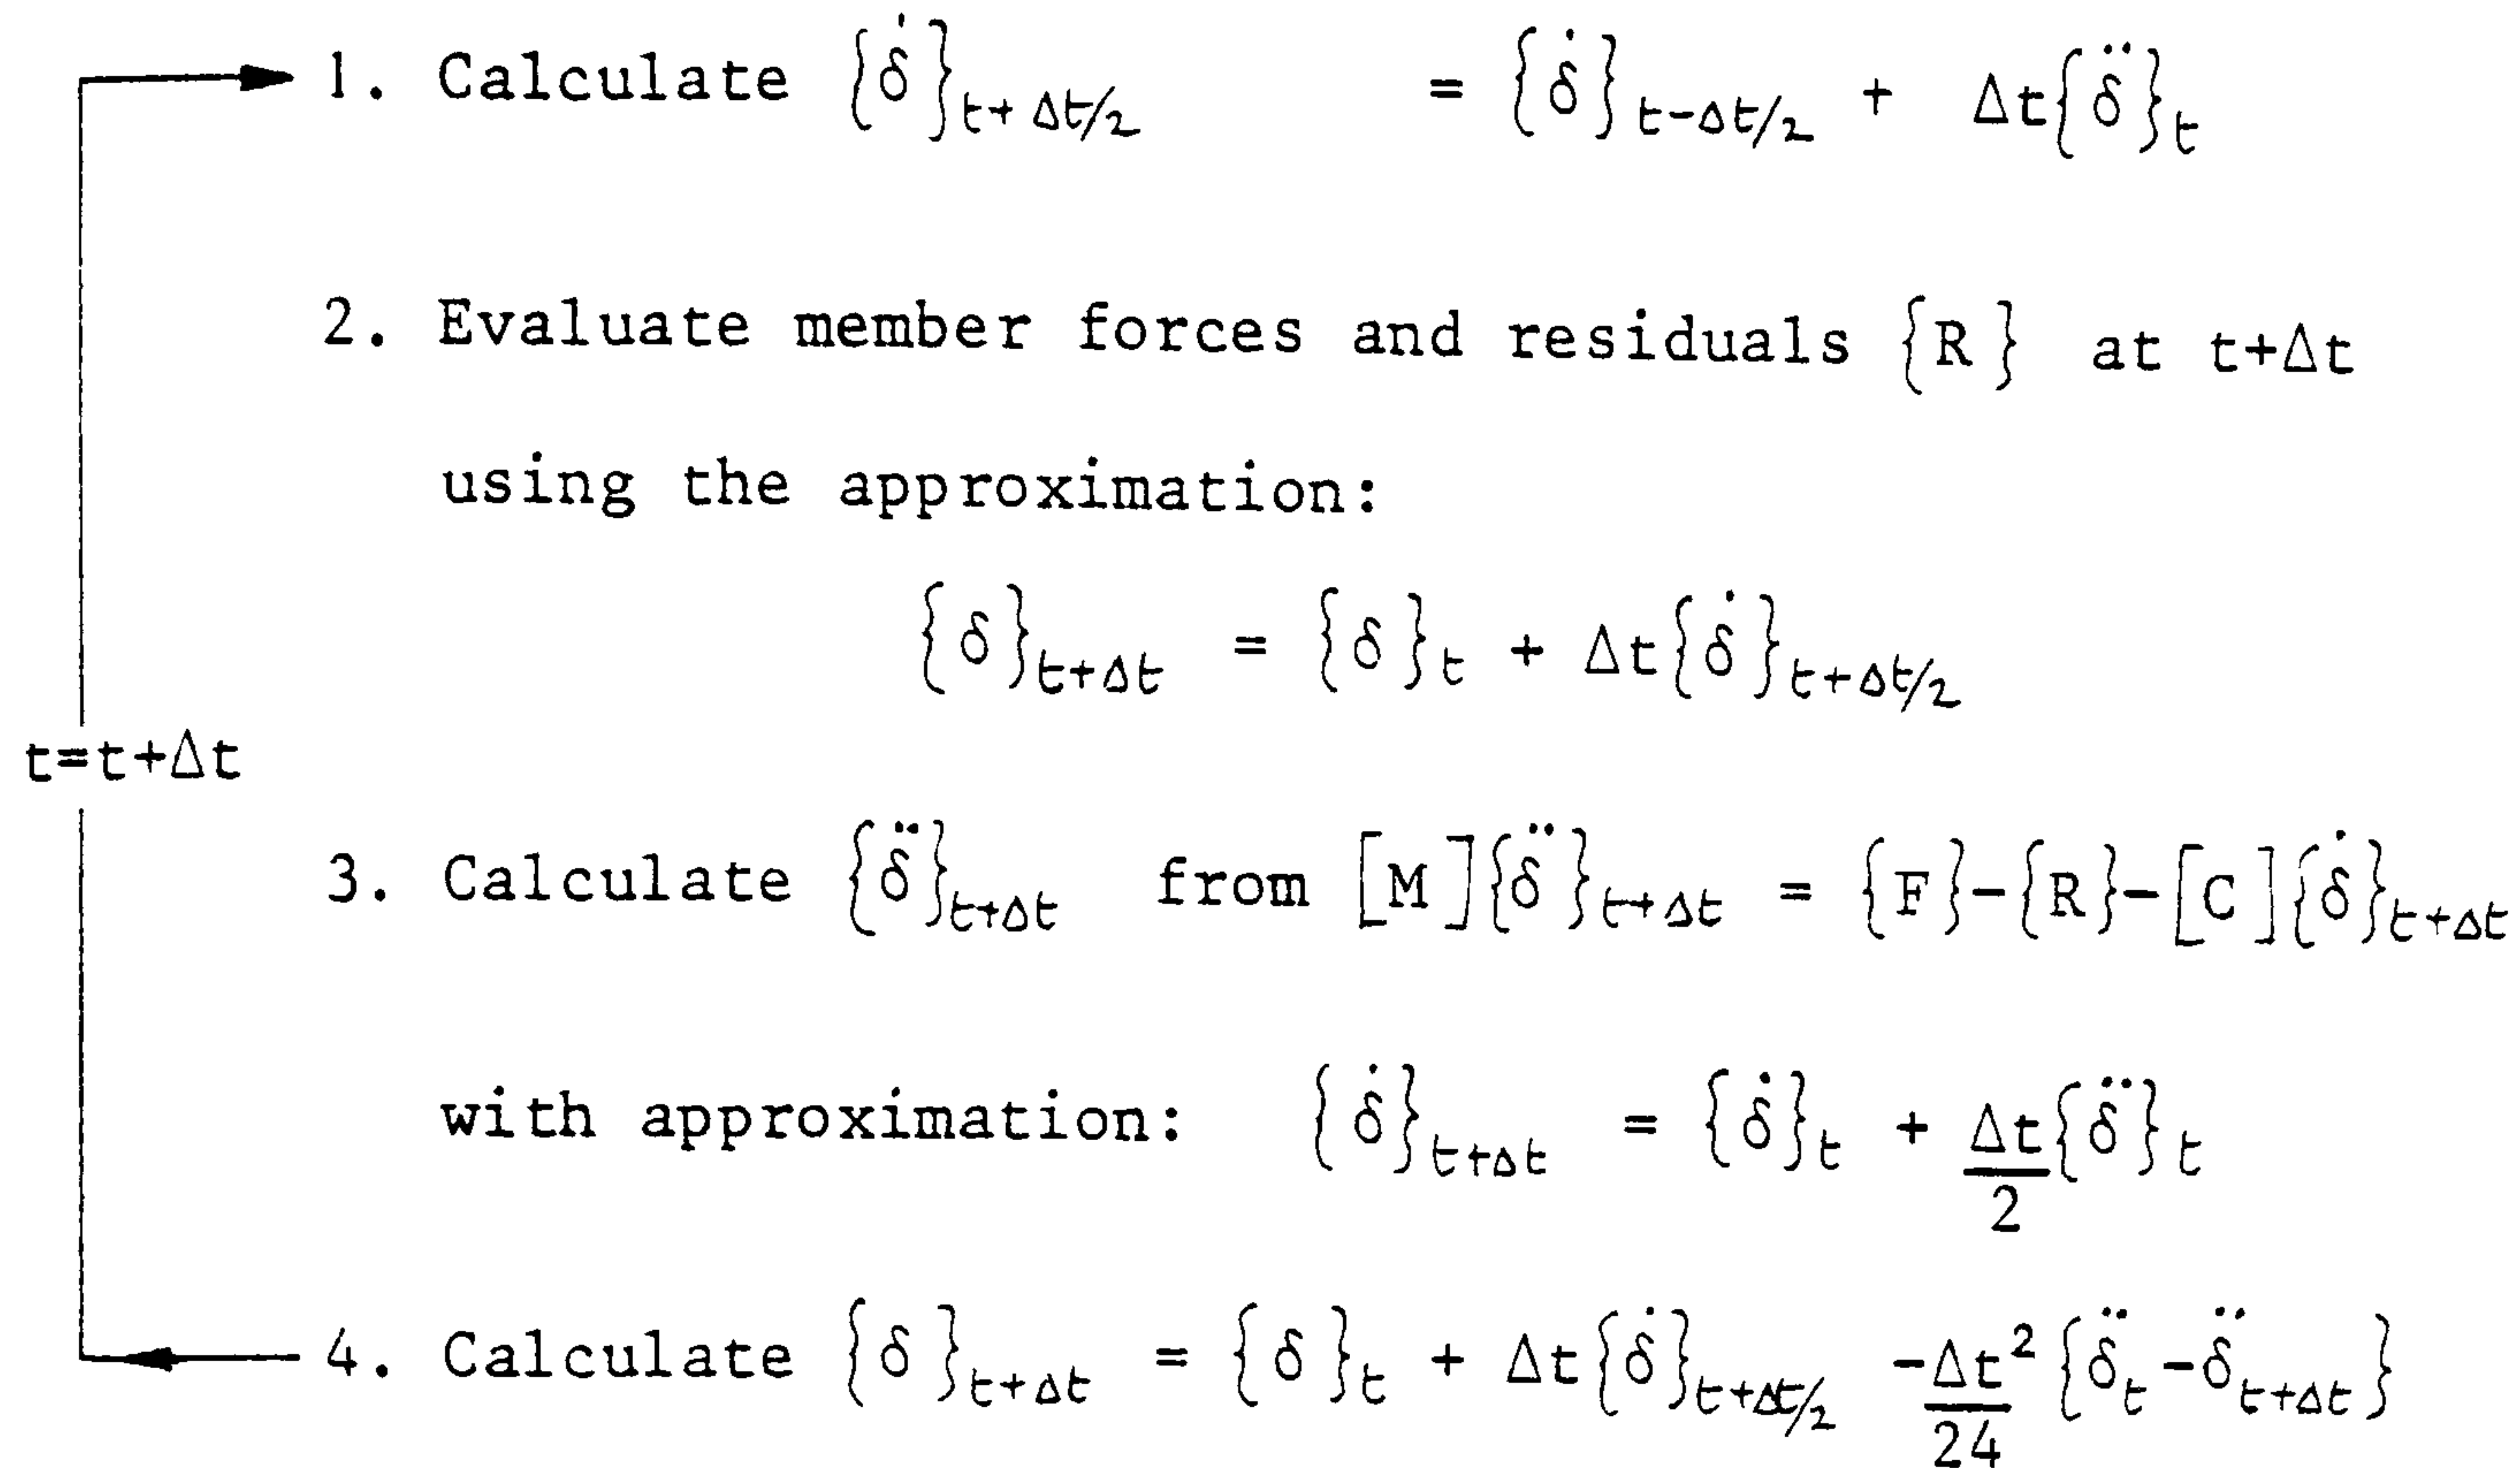 1. Calculate {δ̇}t+Δt/2 = {δ̇}t-Δt/2 + Δt{δ̈}t
2. Evaluate member forces and residuals {R} at t+Δt
using the approximation:
{δ}t+Δt = {δ}t + Δt{δ̇}t+Δt/2
t=t+Δt
3. Calculate {δ̈}t+Δt from [M]{δ̈}t+Δt = {F}-{R}-[C]{δ̇}t+Δt
with approximation: {δ̇}t+Δt = {δ̇}t + Δt/2{δ̈}t
4. Calculate {δ}t+Δt = {δ}t + Δt{δ̇}t+Δt/2 -Δt²/24{δ̈t-δ̈t+Δt}